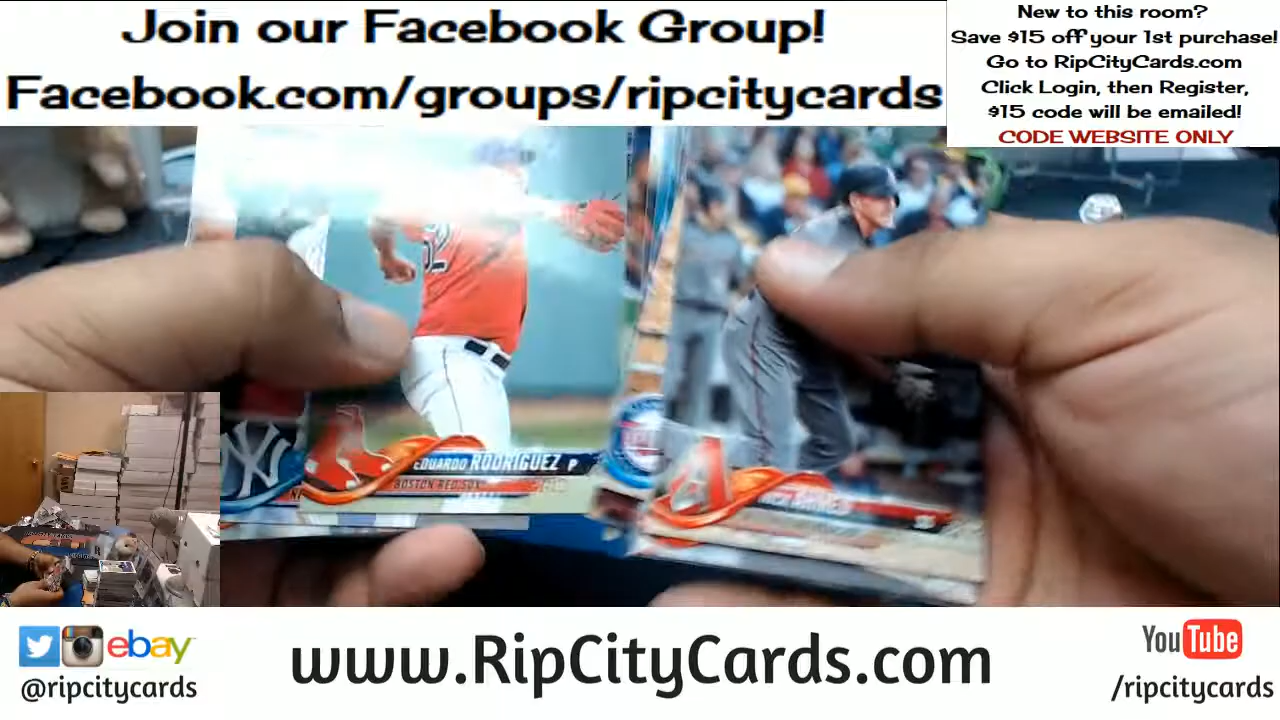 Join our Facebook Group!
Facebook.com/groups/ripcitycards
New to this room?
Save $15 off your 1st purchase!
Go to RipCityCards.com
Click Login, then Register,
$15 code will be emailed!
CODE WEBSITE ONLY
52
EDUARDO RODRIGUEZ P
BOSTON RED SOX
NY
A
ebay
@ripcitycards
www.RipCityCards.com
YouTube
/ripcitycards